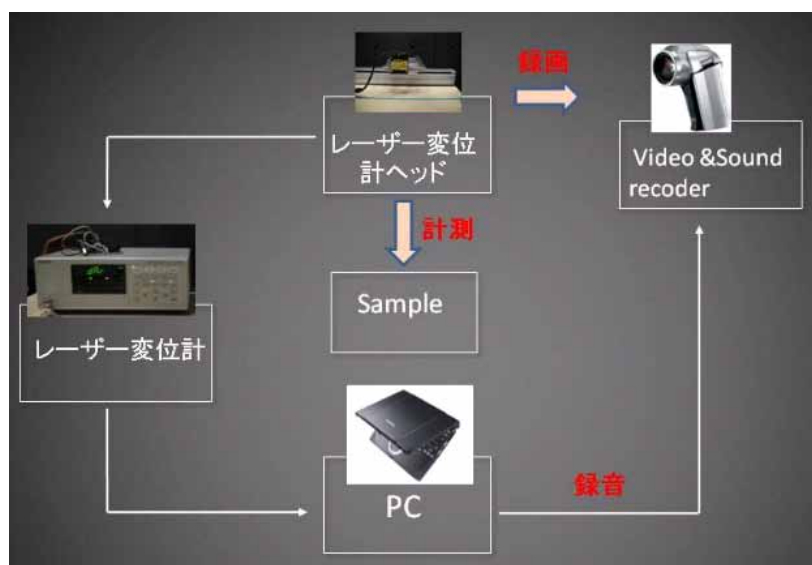 録画
レーザー変位
計ヘッド
Video &Sound
recoder
計測
Sample
レーザー変位計
PC
録音